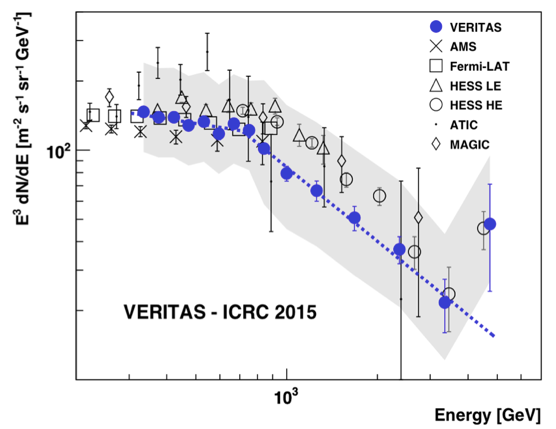 E³ dN/dE [m⁻² s⁻¹ sr⁻¹ GeV⁻¹]
10²
VERITAS
AMS
Fermi-LAT
HESS LE
HESS HE
ATIC
MAGIC
VERITAS - ICRC 2015
10³
Energy [GeV]